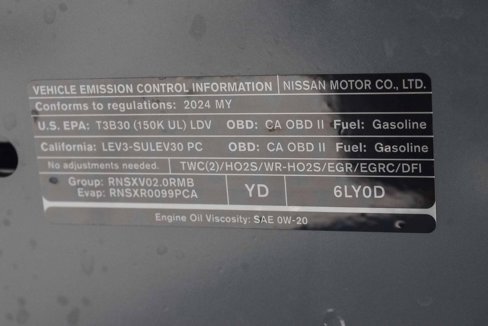 VEHICLE EMISSION CONTROL INFORMATION NISSAN MOTOR CO., LTD.
Conforms to regulations: 2024 MY
U.S. EPA: T3B30 (150K UL) LDV OBD: CA OBD II Fuel: Gasoline
California: LEV3-SULEV30 PC OBD: CA OBD II Fuel: Gasoline
No adjustments needed. TWC(2)/HO2S/WR-HO2S/EGR/EGRC/DFI
Group: RNSXV02.0RMB
Evap: RNSXR0099PCA
YD
6LY0D
Engine Oil Viscosity: SAE 0W-20